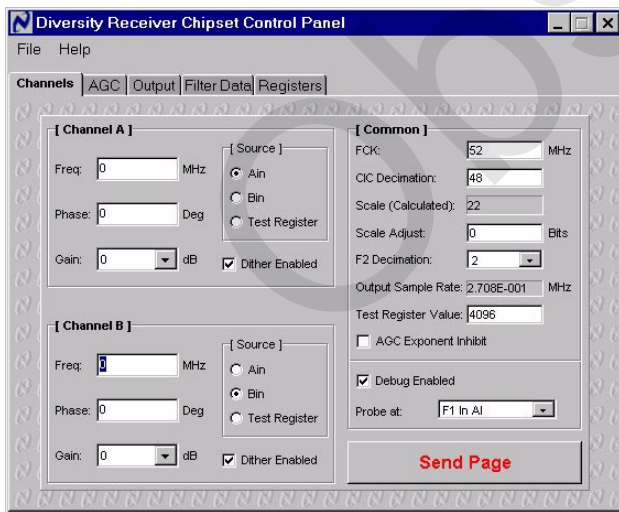 Diversity Receiver Chipset Control Panel
File Help
Channels AGC Output Filter Data Registers
[ Channel A ]
Freq: 0 MHz
Phase: 0 Deg
Gain: 0 dB
[ Source ]
Ain
Bin
Test Register
Dither Enabled
[ Channel B ]
Freq: 0 MHz
Phase: 0 Deg
Gain: 0 dB
[ Source ]
Ain
Bin
Test Register
Dither Enabled
[ Common ]
FCK: 52 MHz
CIC Decimation: 48
Scale (Calculated): 22
Scale Adjust: 0 Bits
F2 Decimation: 2
Output Sample Rate: 2.708E-001 MHz
Test Register Value: 4096
AGC Exponent Inhibit
Debug Enabled
Probe at: F1 In AI
Send Page